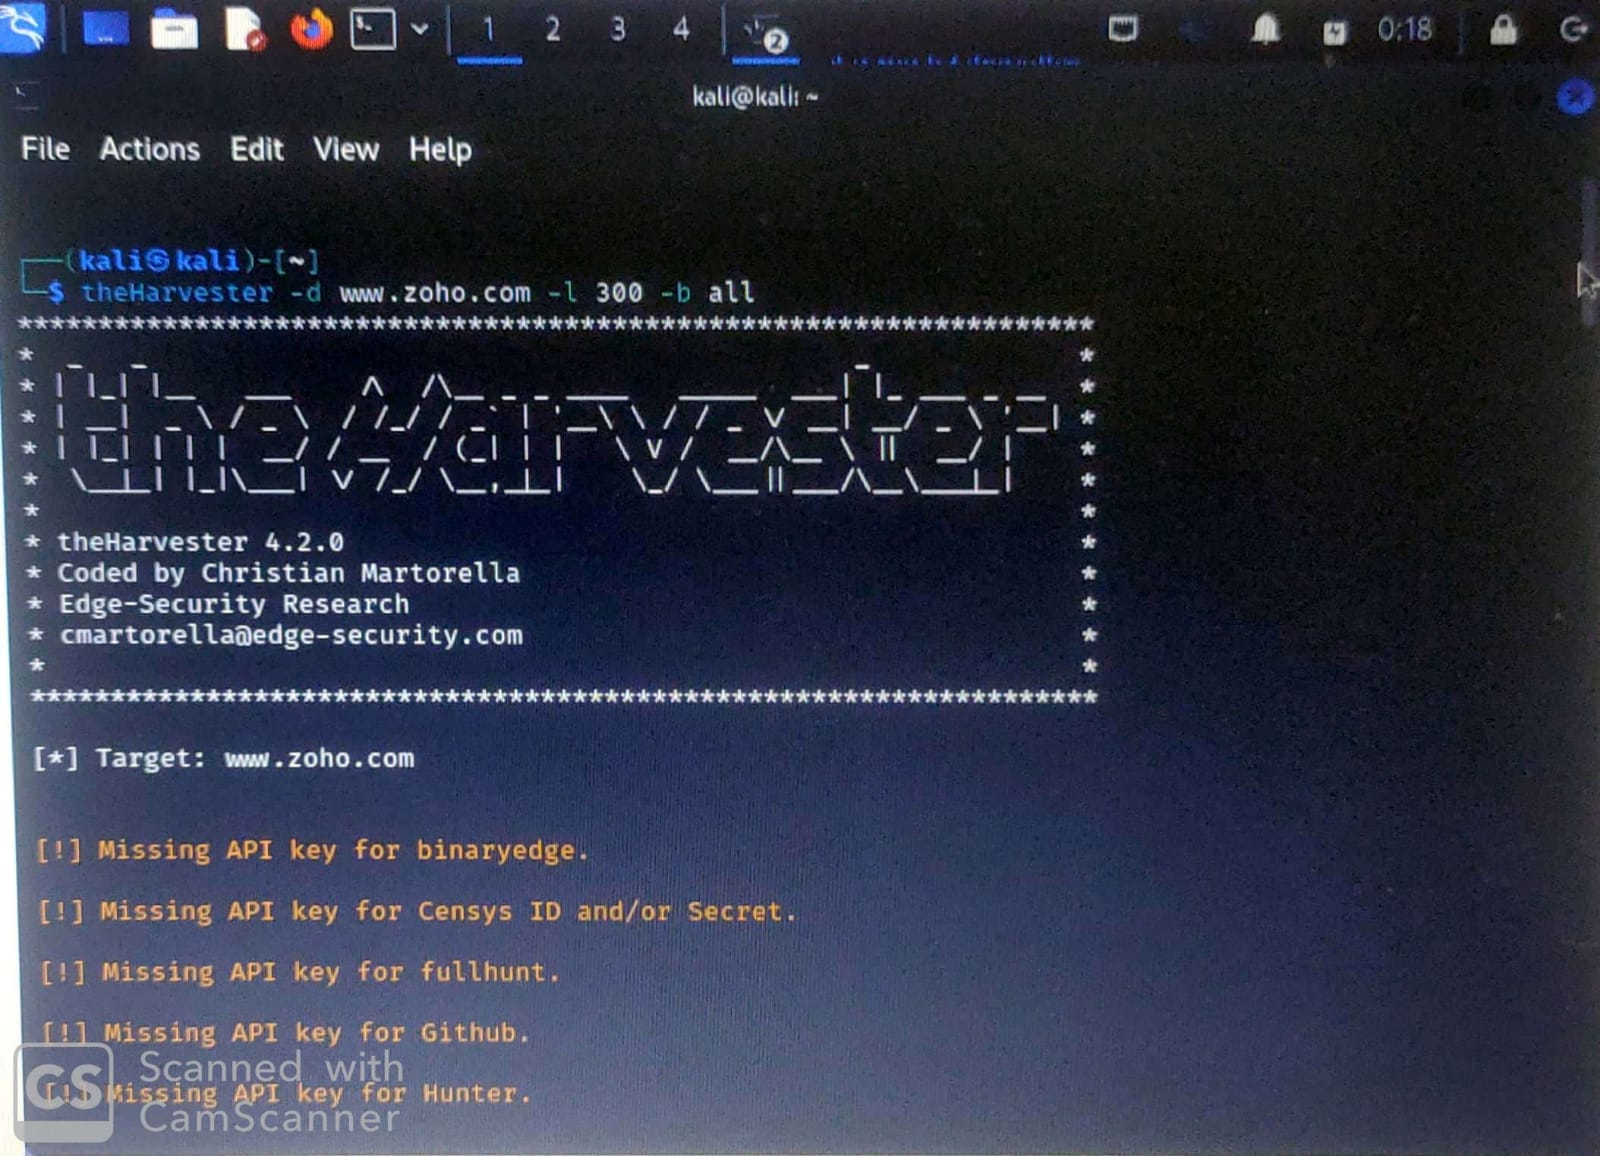 1 2 3 4 2 0:18
kali@kali: ~
File Actions Edit View Help
(kali㉿kali)-[~]
$ theHarvester -d www.zoho.com -l 300 -b all
*******************************************************************
* *
* theHarvester *
* *
* theHarvester 4.2.0 *
* Coded by Christian Martorella *
* Edge-Security Research *
* cmartorella@edge-security.com *
* *
*******************************************************************
[*] Target: www.zoho.com
[!] Missing API key for binaryedge.
[!] Missing API key for Censys ID and/or Secret.
[!] Missing API key for fullhunt.
[!] Missing API key for Github.
[!] Missing API key for Hunter.
CS Scanned with
CamScanner